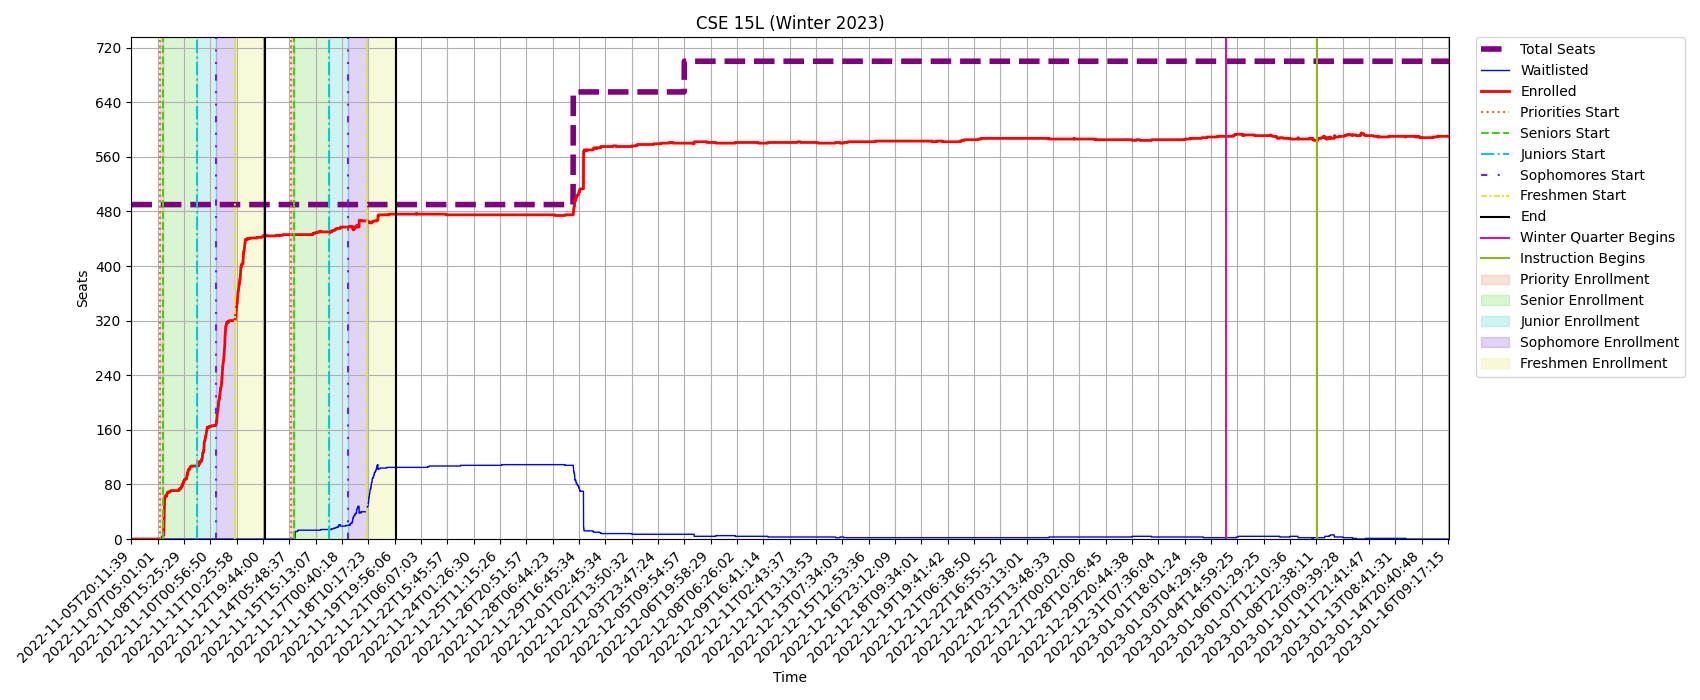 CSE 15L (Winter 2023)
Seats
720
640
560
480
400
320
240
160
80
0
2022-11-05T20:11:39
2022-11-07T05:01:01
2022-11-08T15:25:29
2022-11-10T00:56:50
2022-11-11T10:25:58
2022-11-12T19:44:00
2022-11-14T05:48:37
2022-11-15T15:13:07
2022-11-17T00:40:18
2022-11-18T10:17:23
2022-11-19T19:56:06
2022-11-21T06:07:03
2022-11-22T15:45:57
2022-11-24T01:26:30
2022-11-25T11:15:26
2022-11-26T20:51:57
2022-11-28T06:44:23
2022-11-29T16:45:34
2022-12-01T02:45:34
2022-12-02T13:50:32
2022-12-03T23:47:24
2022-12-05T09:54:57
2022-12-06T19:58:29
2022-12-08T06:26:02
2022-12-09T16:41:14
2022-12-11T02:43:37
2022-12-12T12:13:53
2022-12-13T07:34:03
2022-12-15T12:53:36
2022-12-16T23:12:09
2022-12-18T09:34:01
2022-12-19T19:41:42
2022-12-21T06:38:50
2022-12-22T16:55:52
2022-12-24T03:13:01
2022-12-25T13:48:33
2022-12-27T00:02:00
2022-12-28T10:26:45
2022-12-29T20:44:38
2022-12-31T07:36:04
2023-01-01T18:01:24
2023-01-03T04:29:58
2023-01-04T14:59:25
2023-01-06T01:29:25
2023-01-07T12:10:36
2023-01-08T22:38:11
2023-01-10T09:39:28
2023-01-11T21:41:47
2023-01-13T08:41:31
2023-01-14T20:40:48
2023-01-16T09:17:15
Time
Total Seats
Waitlisted
Enrolled
Priorities Start
Seniors Start
Juniors Start
Sophomores Start
Freshmen Start
End
Winter Quarter Begins
Instruction Begins
Priority Enrollment
Senior Enrollment
Junior Enrollment
Sophomore Enrollment
Freshmen Enrollment